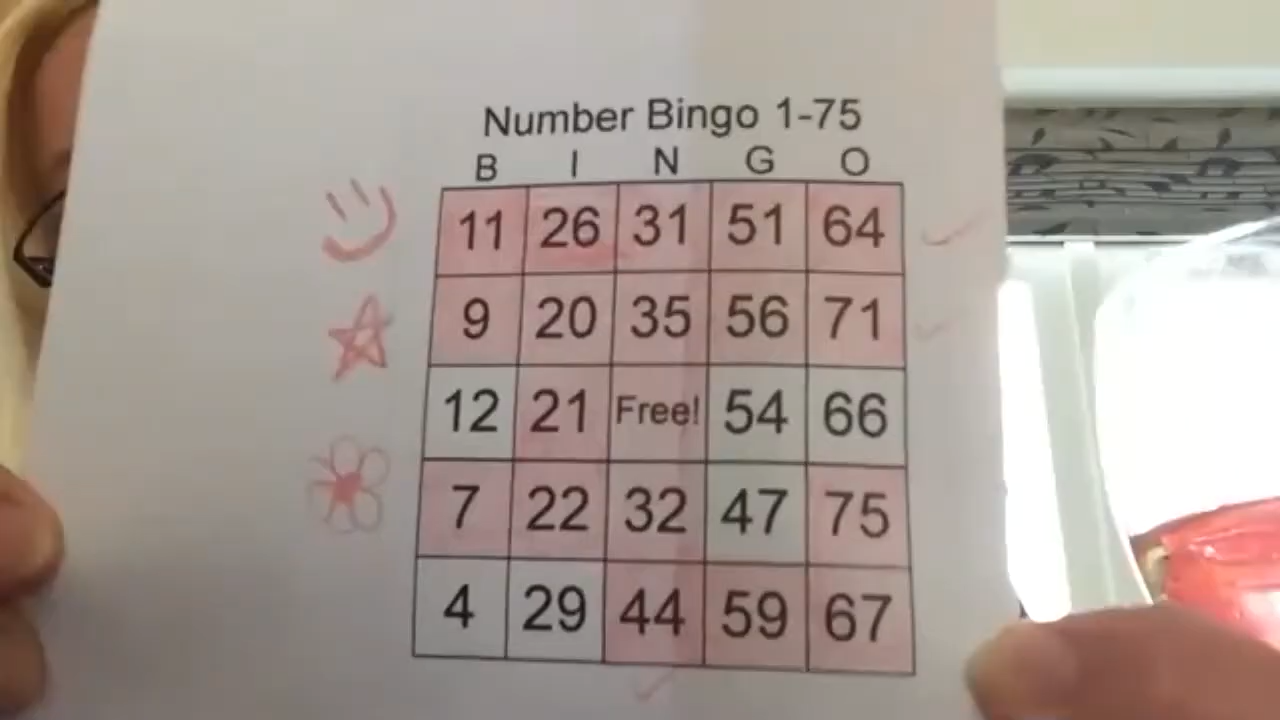 Number Bingo 1-75
B I N G O
11 26 31 51 64
9 20 35 56 71
12 21 Free! 54 66
7 22 32 47 75
4 29 44 59 67